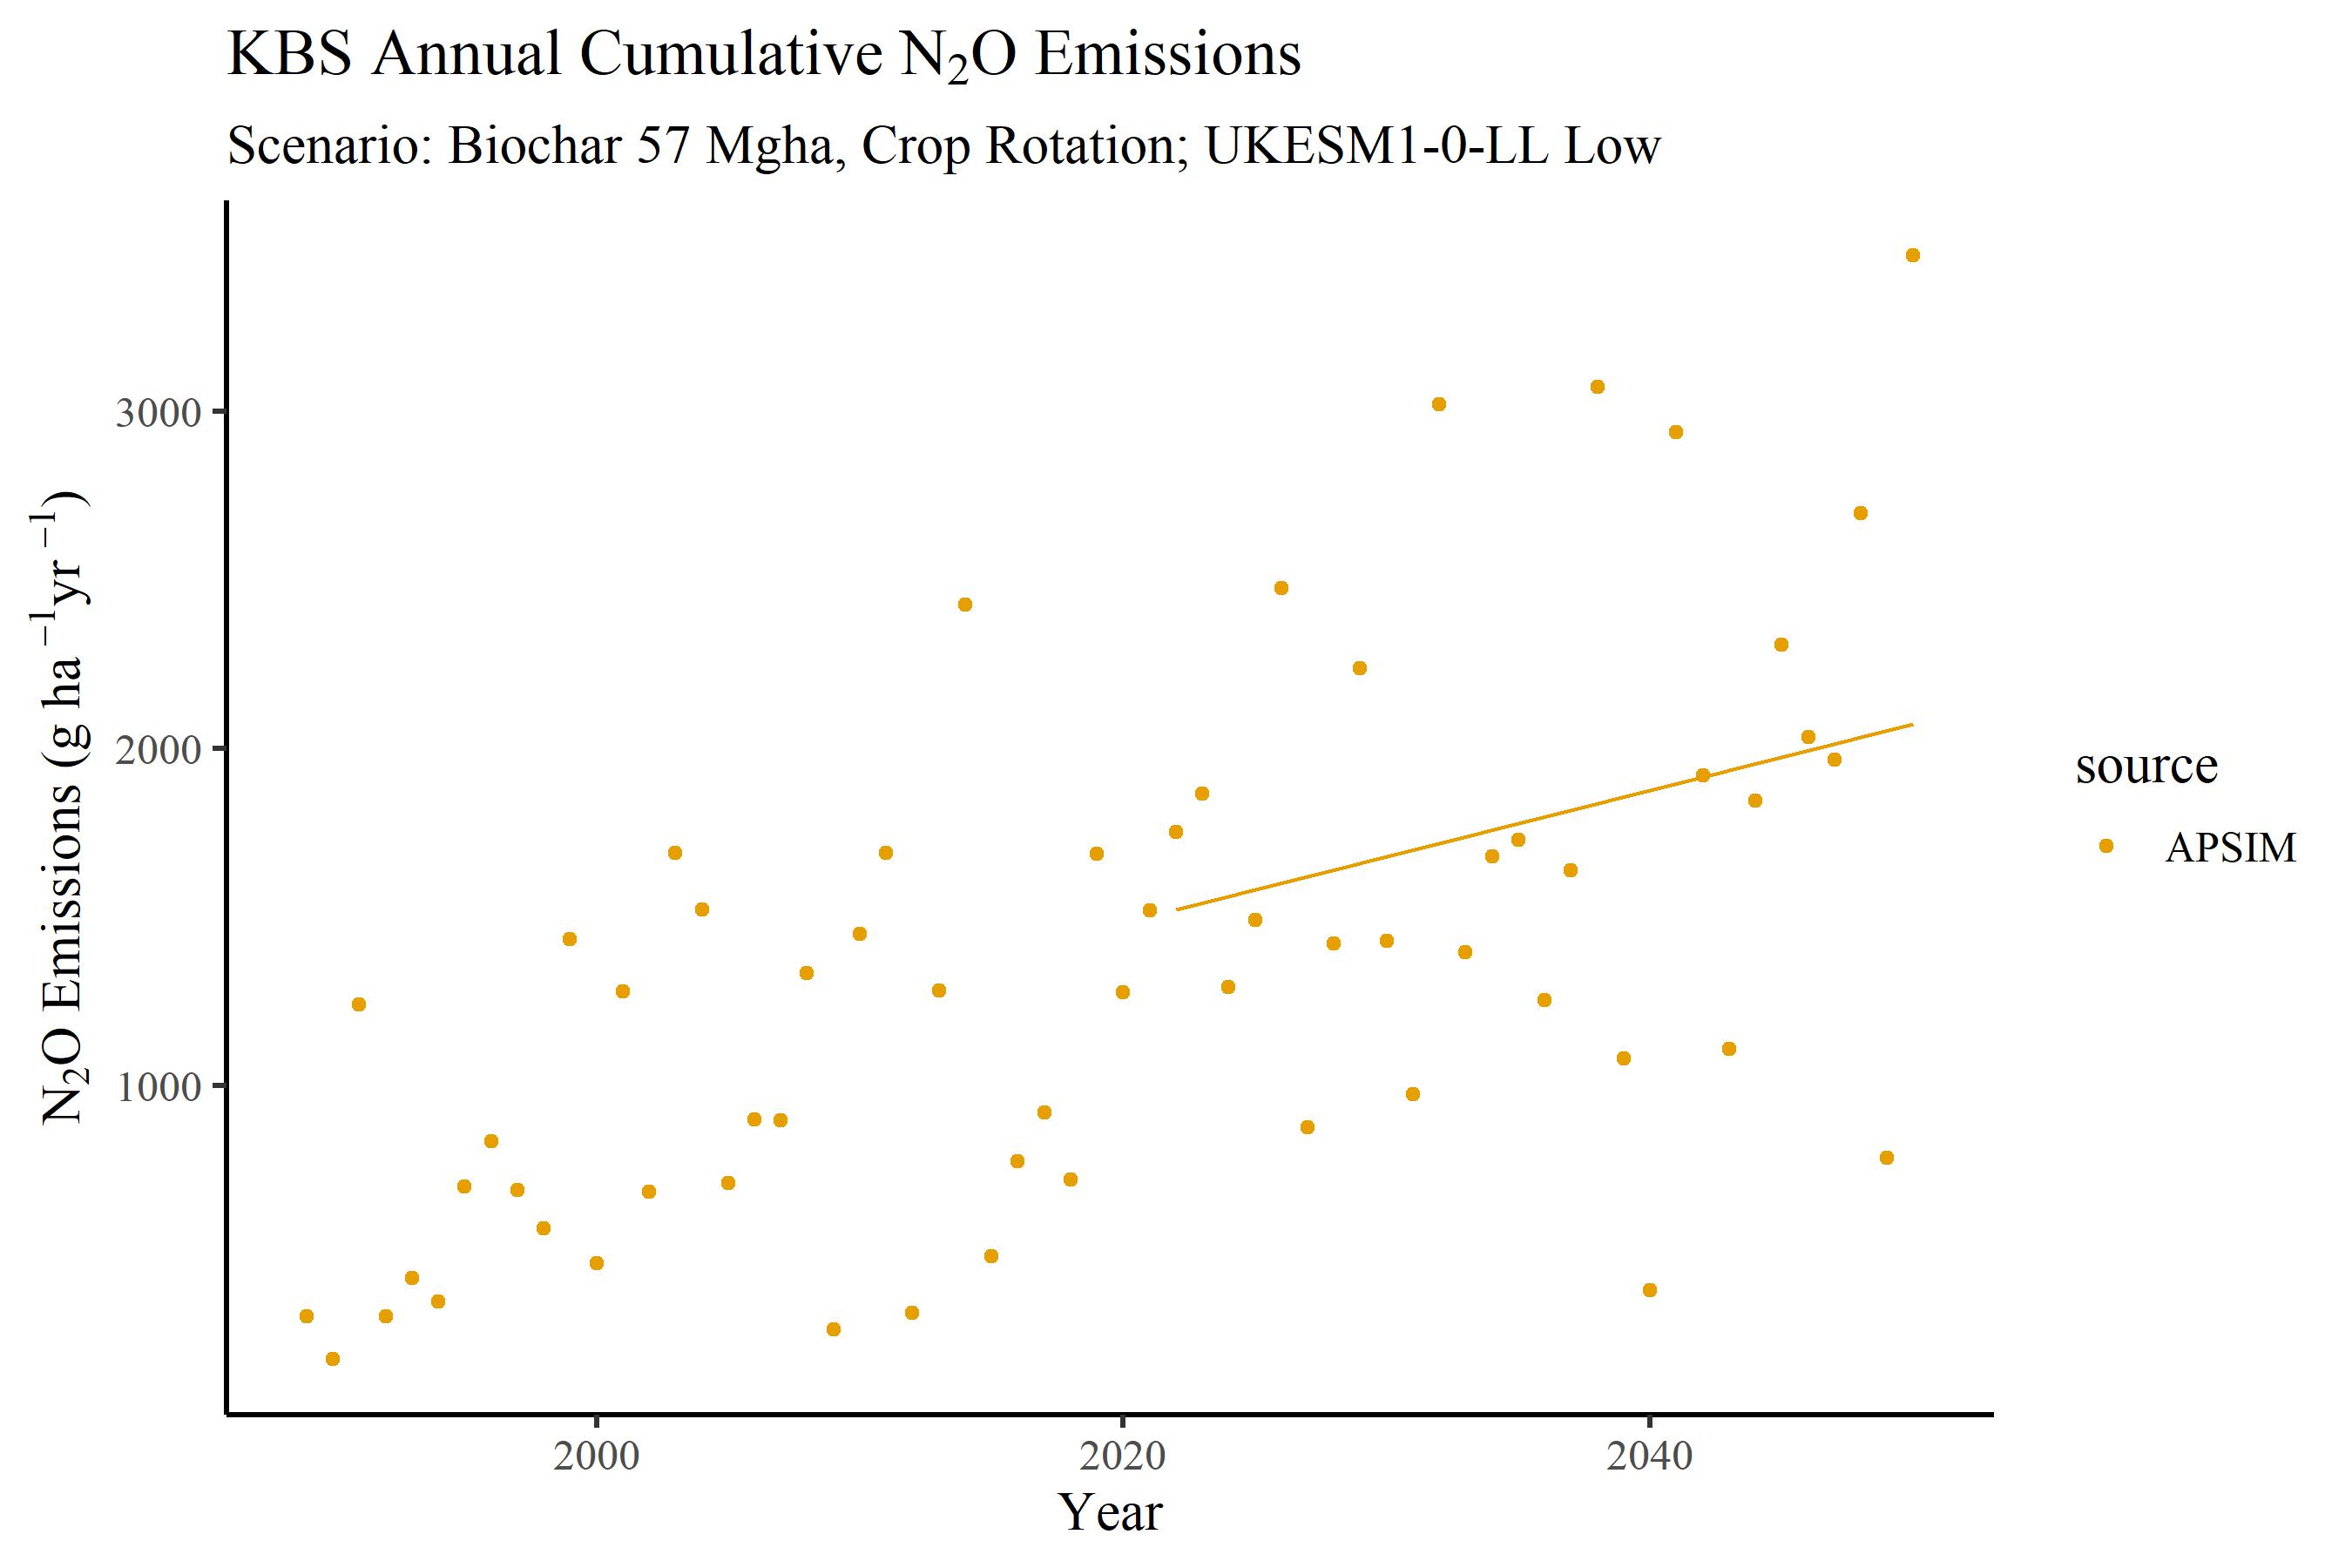 KBS Annual Cumulative N₂O Emissions
Scenario: Biochar 57 Mgha, Crop Rotation; UKESM1-0-LL Low
N₂O Emissions (g ha ⁻¹yr ⁻¹)
3000
2000
1000
2000
2020
2040
Year
source
APSIM